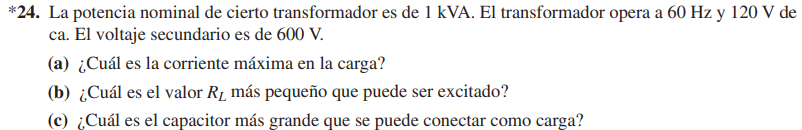 *24. La potencia nominal de cierto transformador es de 1 kVA. El transformador opera a 60 Hz y 120 V de
ca. El voltaje secundario es de 600 V.
(a) ¿Cuál es la corriente máxima en la carga?
(b) ¿Cuál es el valor R_L más pequeño que puede ser excitado?
(c) ¿Cuál es el capacitor más grande que se puede conectar como carga?